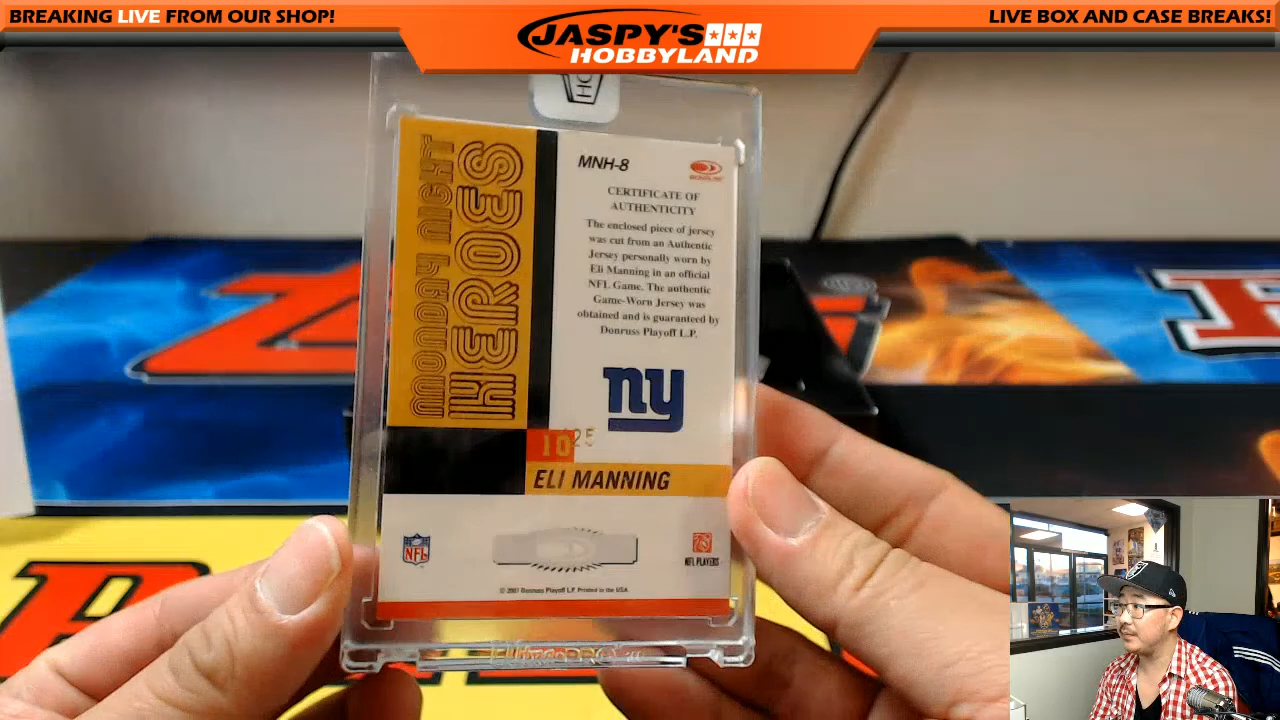 BREAKING LIVE FROM OUR SHOP!
JASPY'S
HOBBYLAND
LIVE BOX AND CASE BREAKS!
MONDAY NIGHT
HEROES
MNH-8
CERTIFICATE OF
AUTHENTICITY
The enclosed piece of jersey
was cut from an Authentic
Jersey personally worn by
Eli Manning in an official
NFL Game. The authentic
Game-Worn Jersey was
obtained and is guaranteed by
Donruss Playoff L.P.
ny
10
25
ELI MANNING
NFL
NFL PLAYERS
© 2007 Donruss Playoff L.P. Printed in the USA